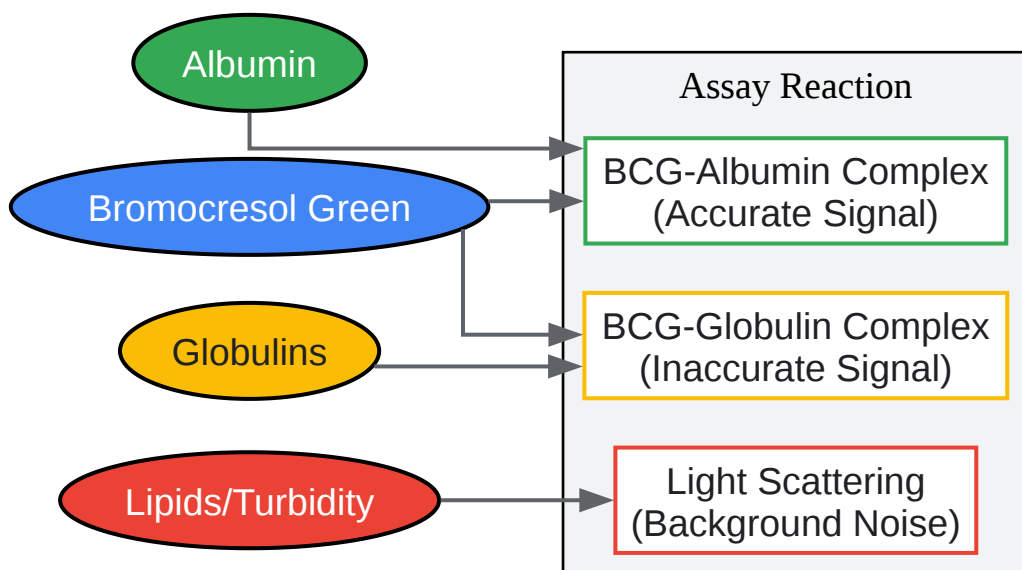 Albumin
Assay Reaction
BCG-Albumin Complex
(Accurate Signal)
Bromocresol Green
BCG-Globulin Complex
(Inaccurate Signal)
Globulins
Light Scattering
(Background Noise)
Lipids/Turbidity